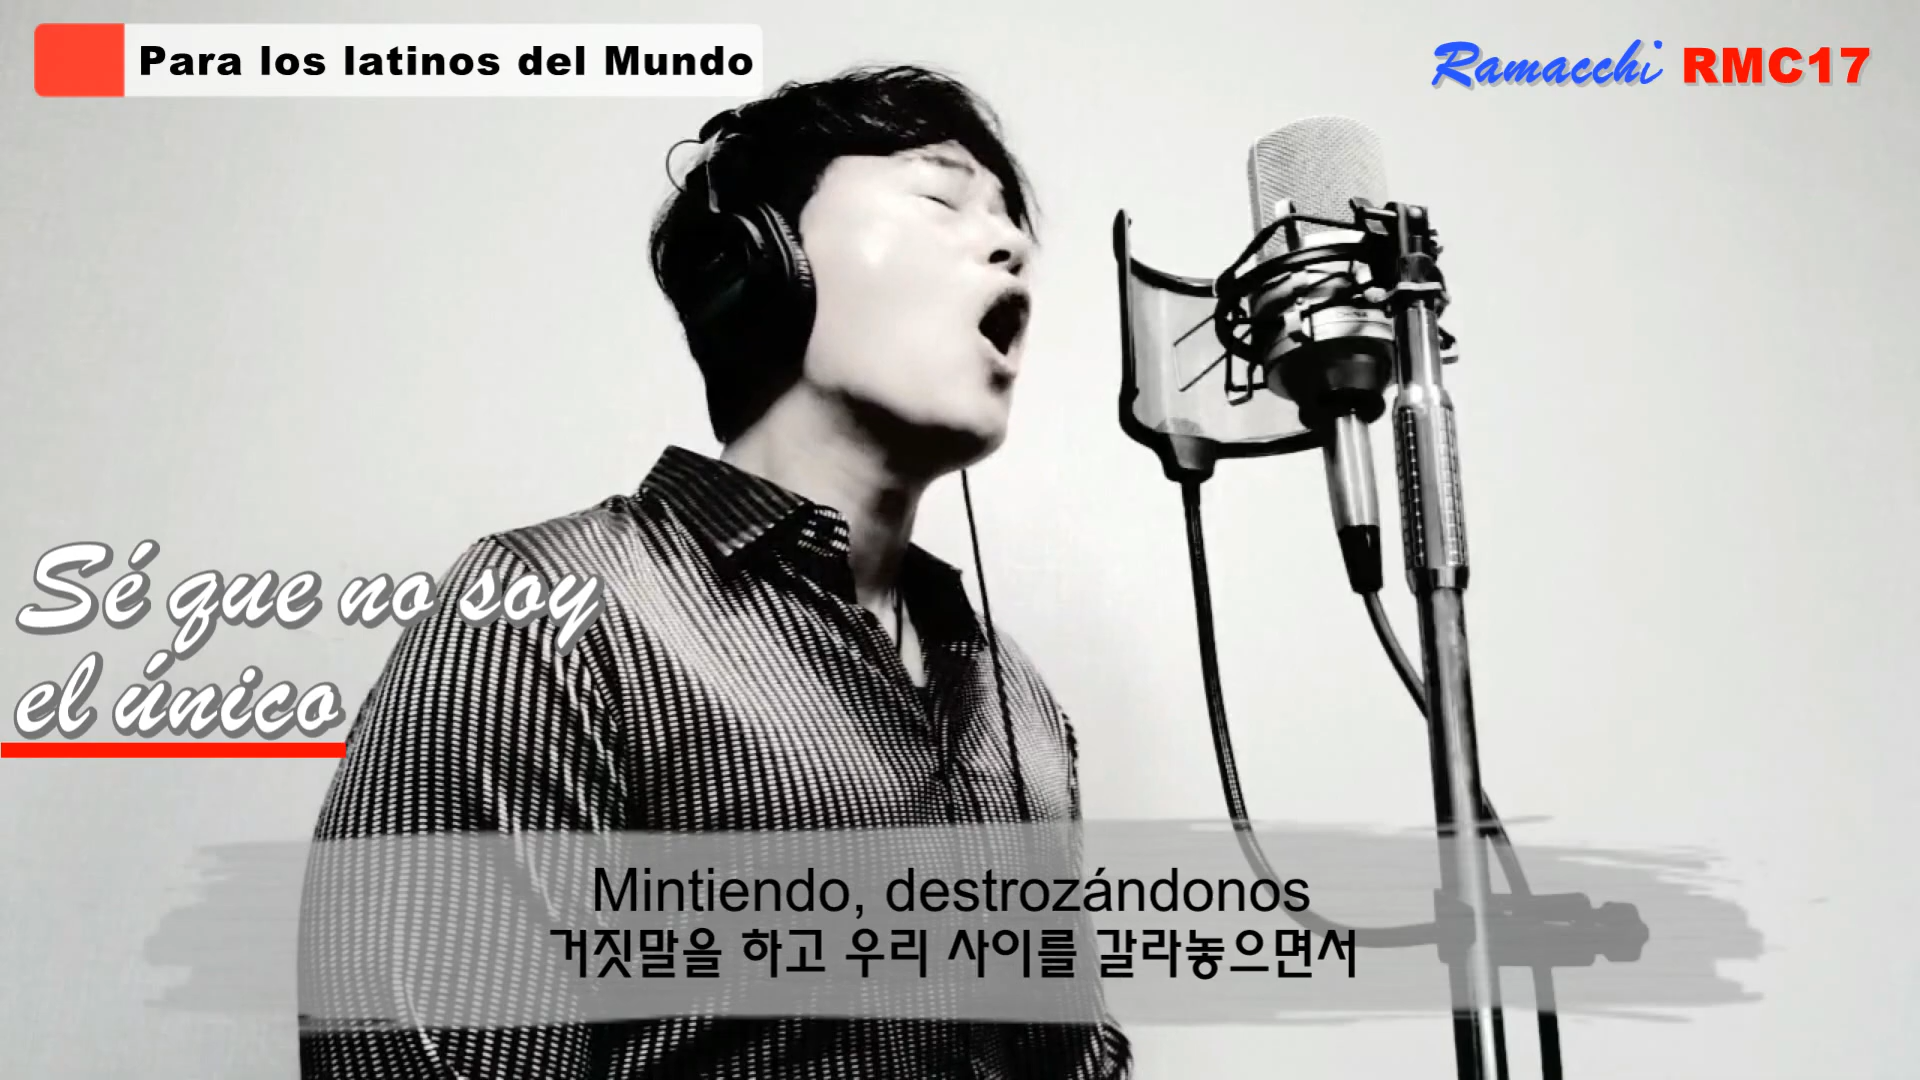 Para los latinos del Mundo
Ramacchi RMC17
Sé que no soy
el único
Mintiendo, destrozándonos
거짓말을 하고 우리 사이를 갈라놓으면서